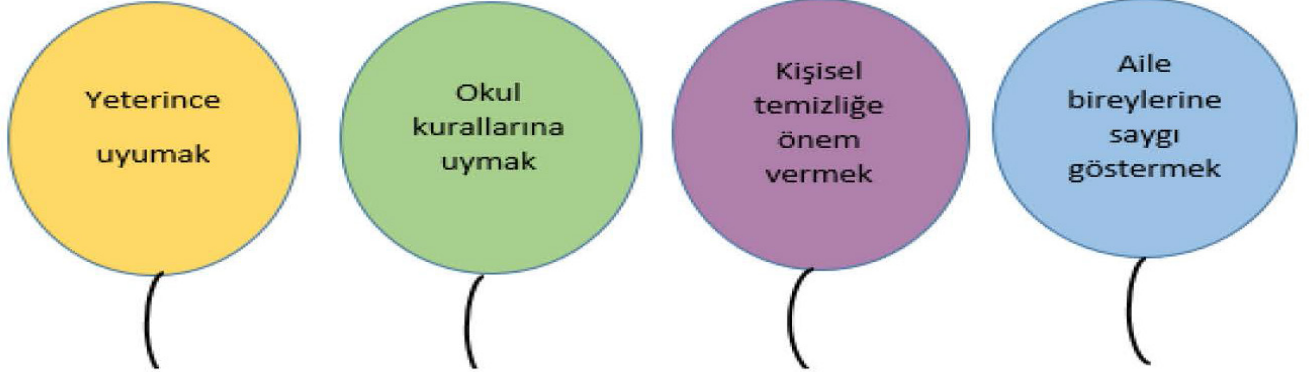 Yeterince
uyumak
Okul
kurallarına
uymak
Kişisel
temizliğe
önem
vermek
Aile
bireylerine
saygı
göstermek